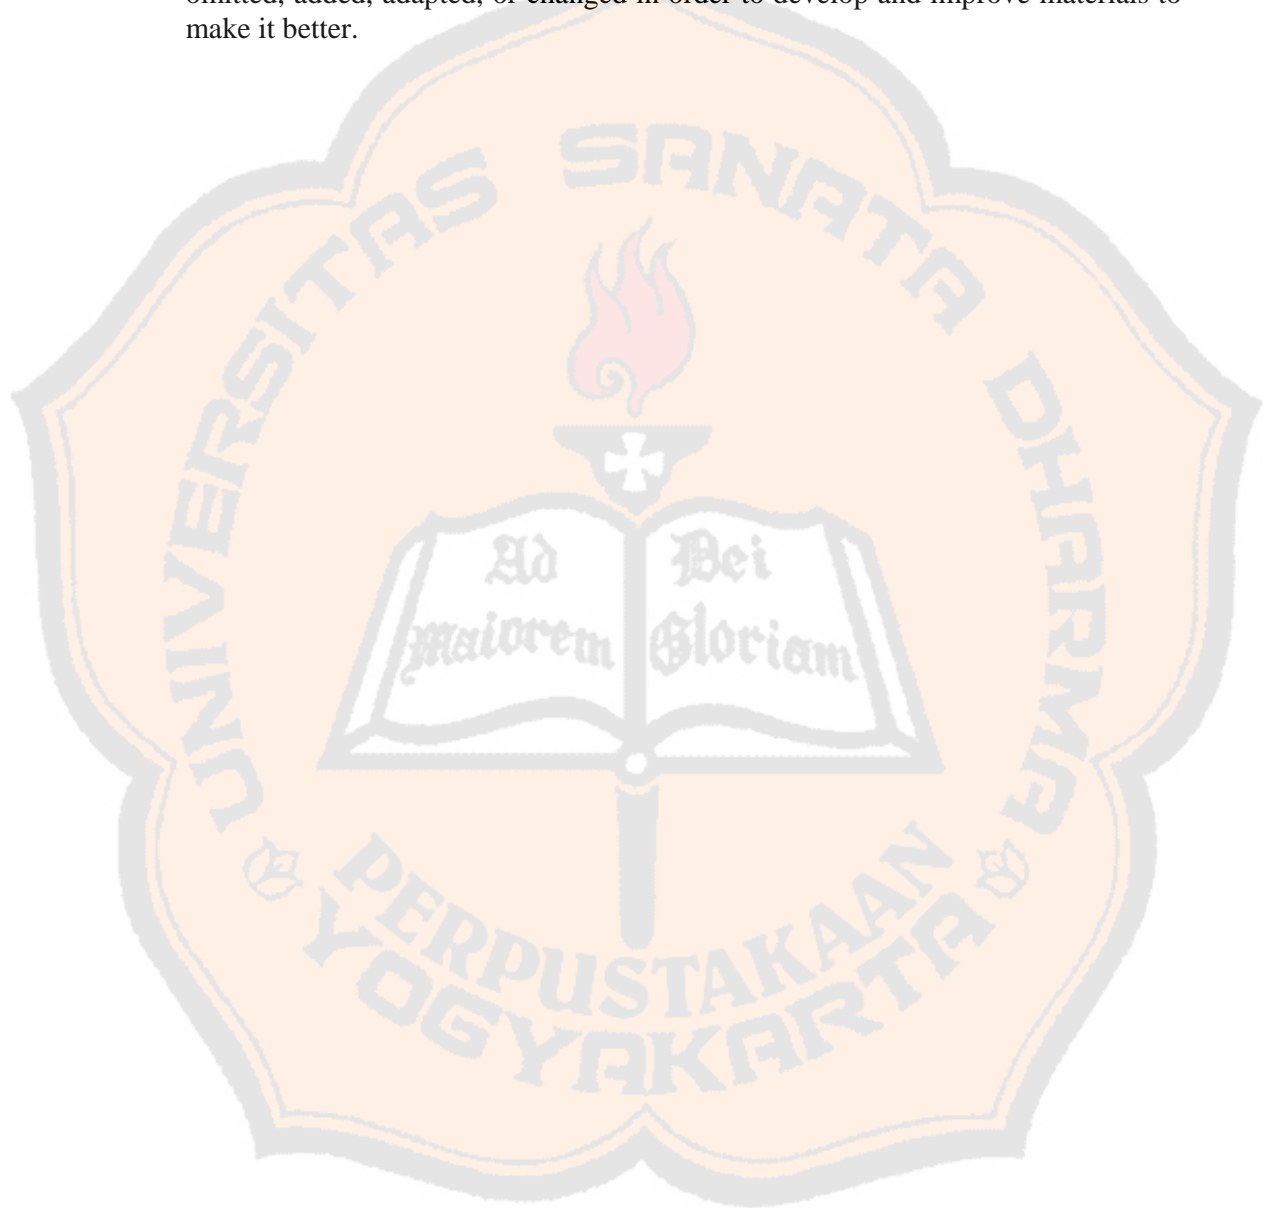 omitted, added, adapted, or changed in order to develop and improve materials to
make it better.
UNIVERSITAS SANATA DHARMA
Ad Dei
maiorem Gloriam
PERPUSTAKAAN
YOGYAKARTA